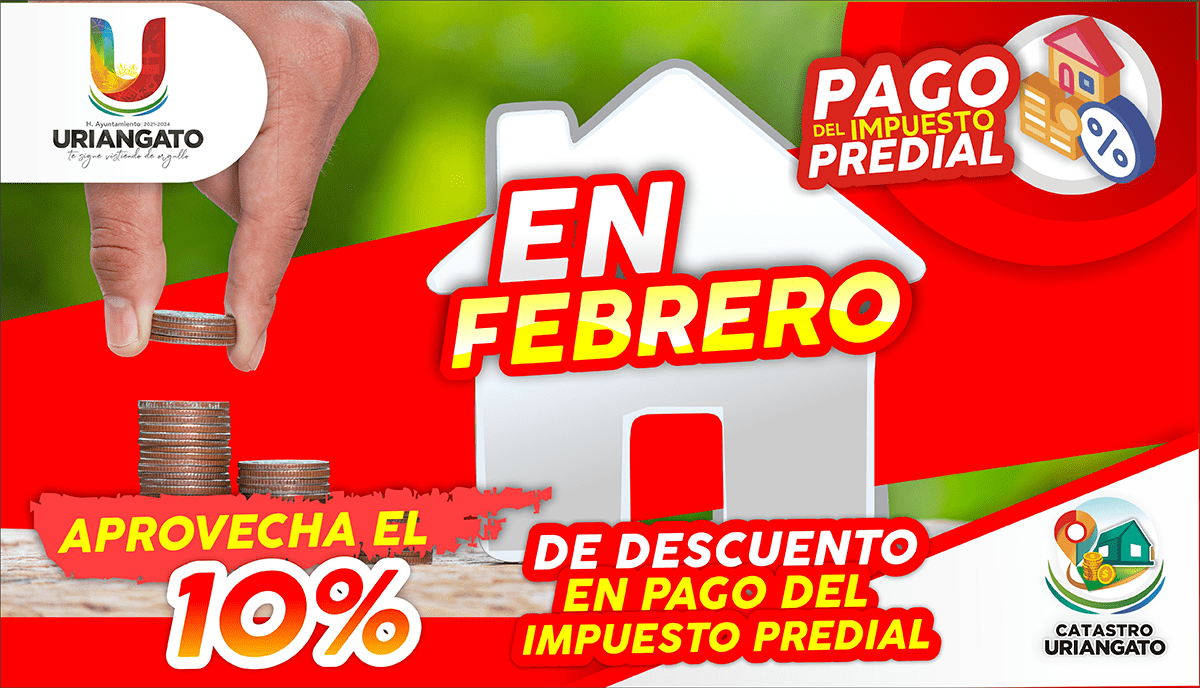 U
H. Ayuntamiento | 2021-2024
URIANGATO
te sigue vistiendo de orgullo
PAGO
DEL IMPUESTO
PREDIAL
%
EN
FEBRERO
APROVECHA EL
10%
DE DESCUENTO
EN PAGO DEL
IMPUESTO PREDIAL
CATASTRO
URIANGATO